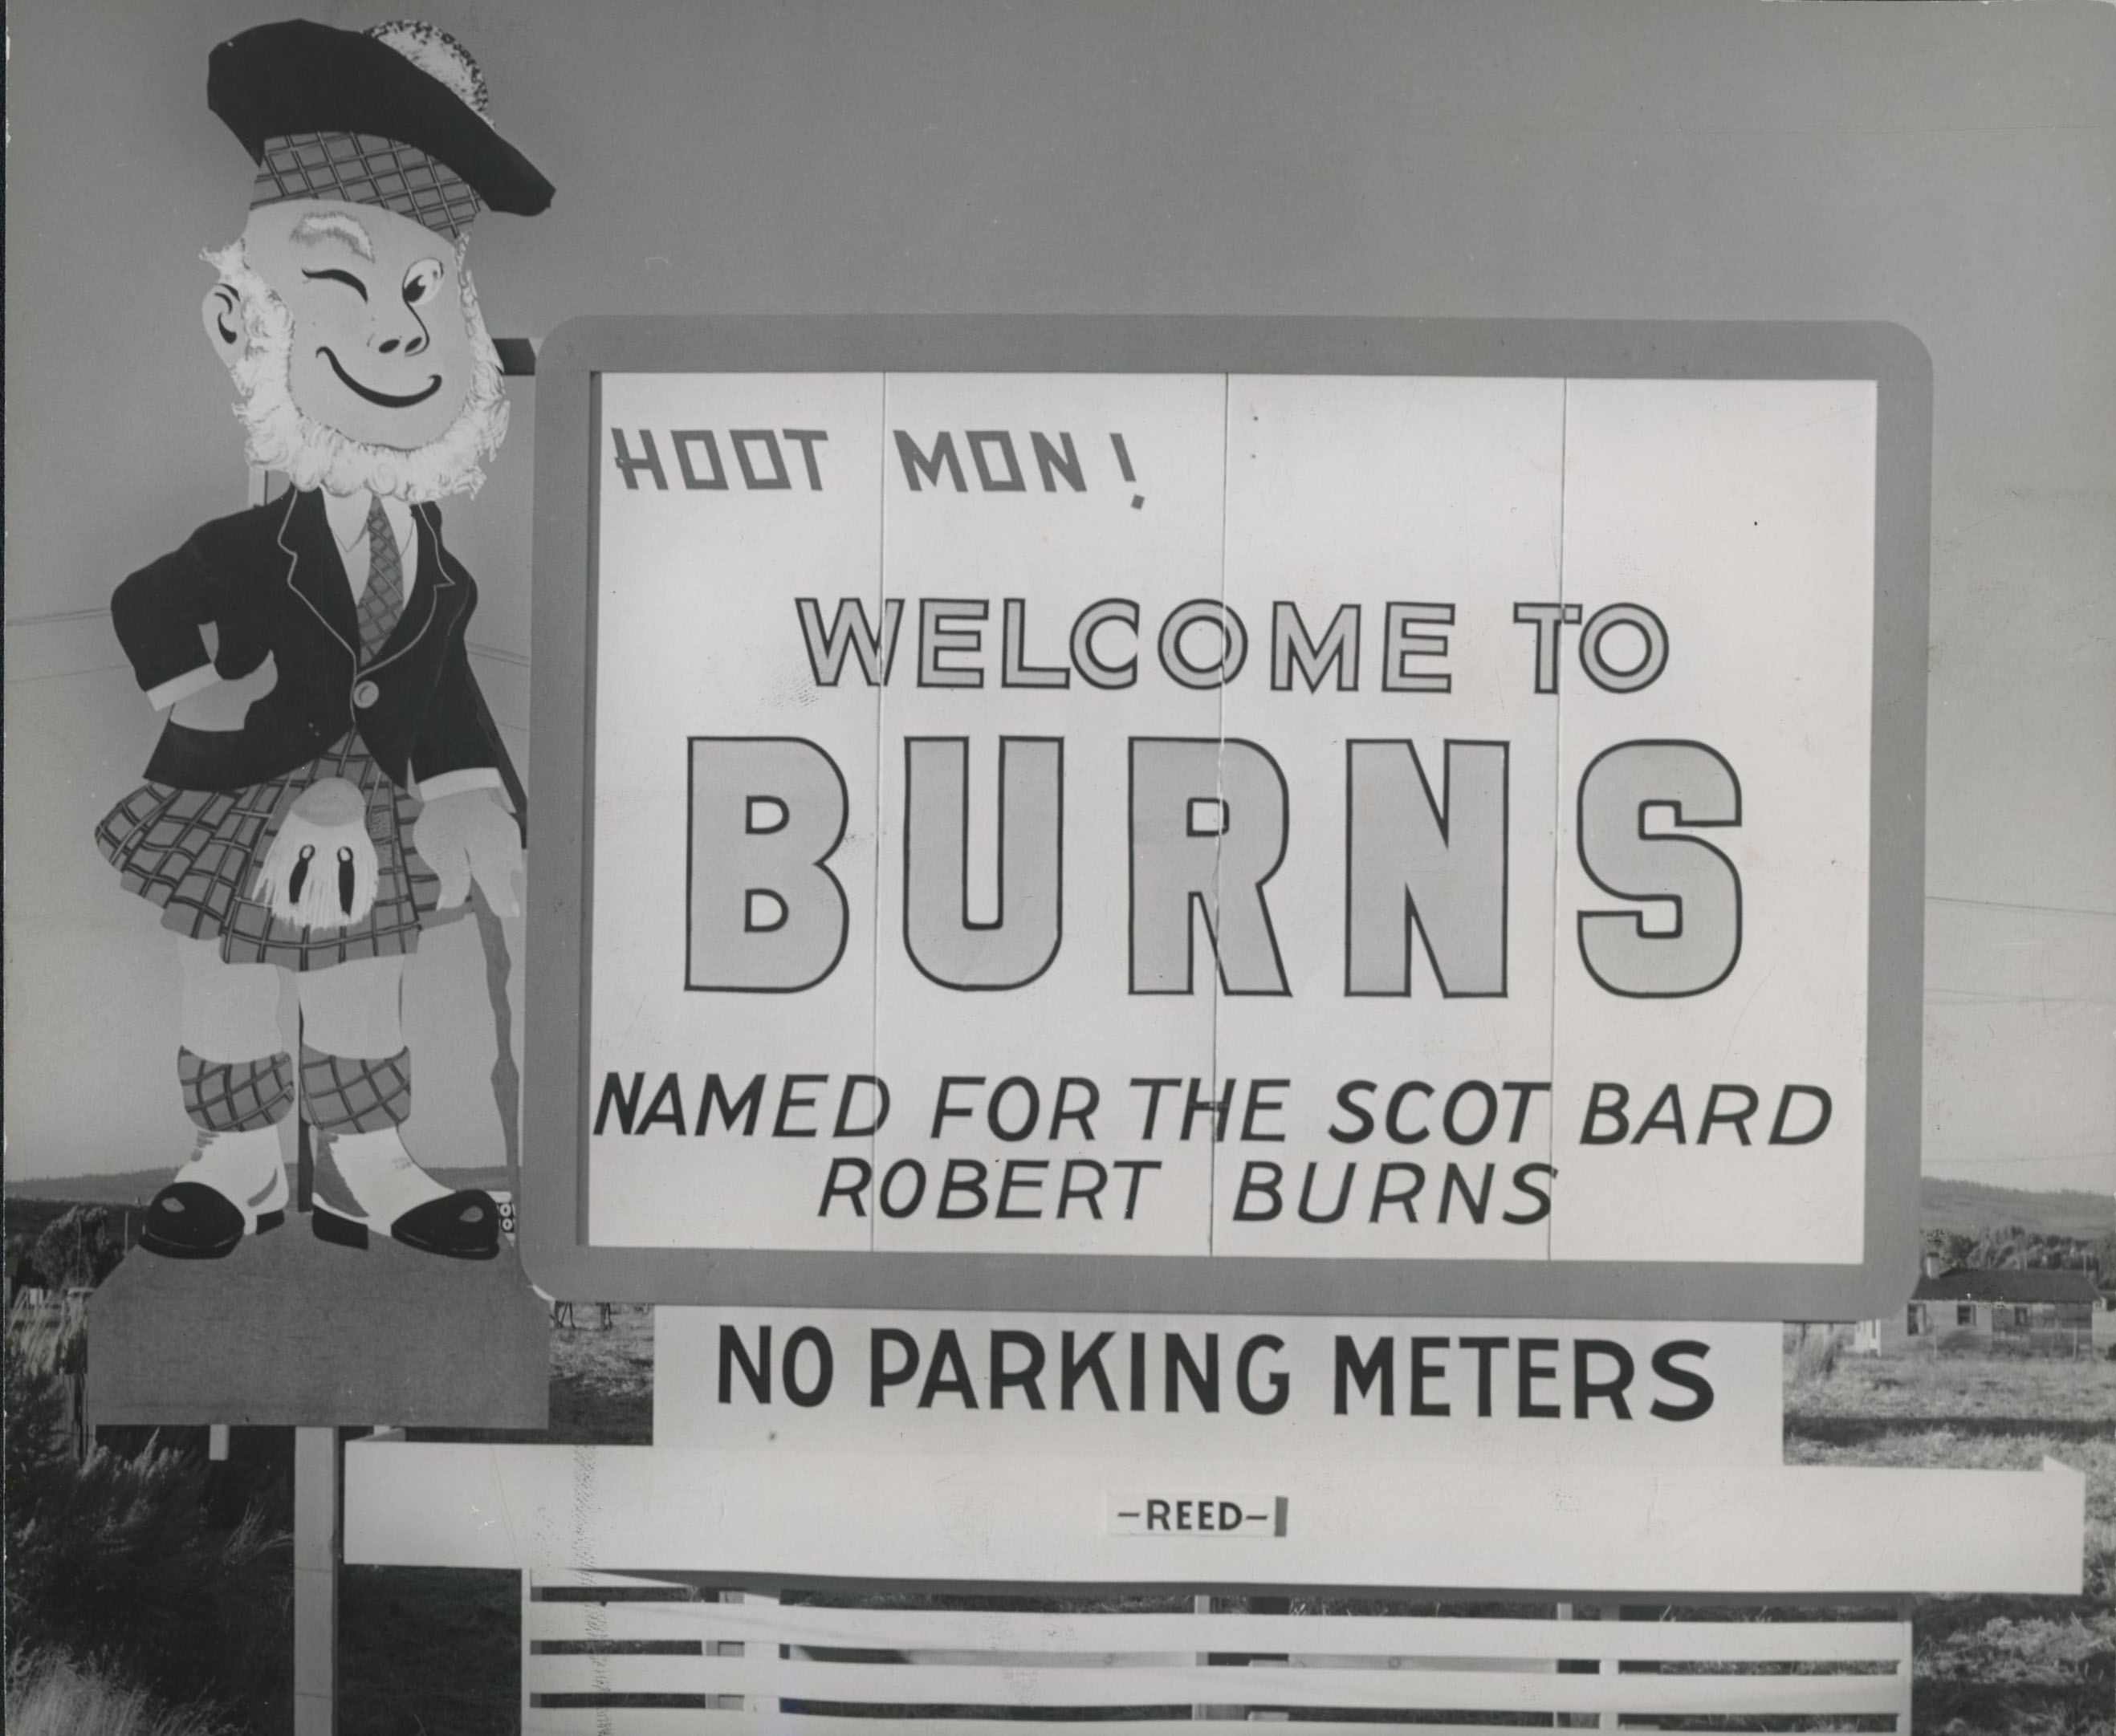 HOOT MON!
WELCOME TO
BURNS
NAMED FOR THE SCOT BARD
ROBERT BURNS
NO PARKING METERS
-REED-